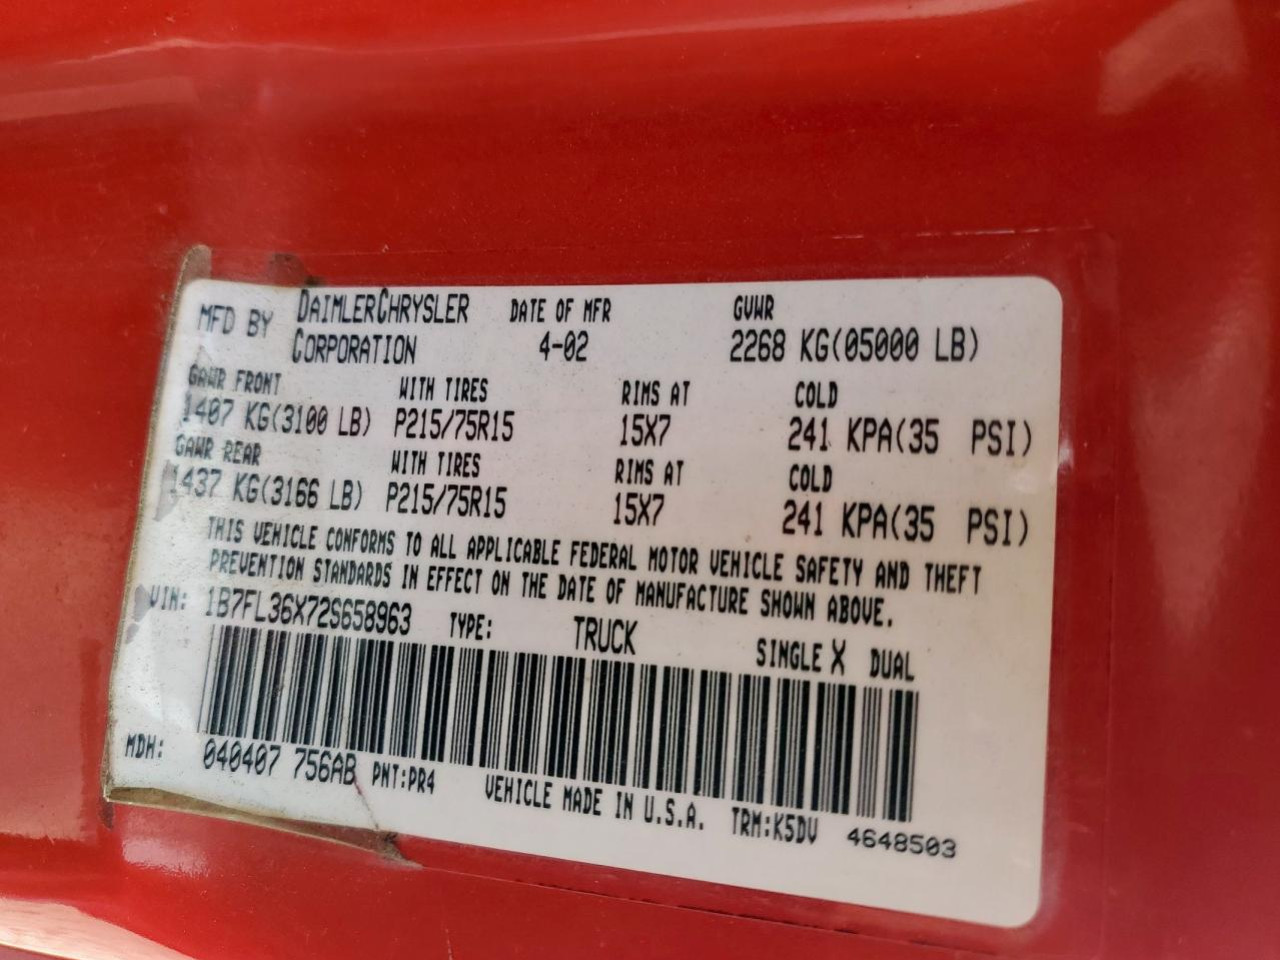 MFD BY DAIMLERCHRYSLER CORPORATION DATE OF MFR 4-02 GVWR 2268 KG(05000 LB)
GAWR FRONT WITH TIRES RIMS AT COLD
1407 KG(3100 LB) P215/75R15 15X7 241 KPA(35 PSI)
GAWR REAR WITH TIRES RIMS AT COLD
1437 KG(3166 LB) P215/75R15 15X7 241 KPA(35 PSI)
THIS VEHICLE CONFORMS TO ALL APPLICABLE FEDERAL MOTOR VEHICLE SAFETY AND THEFT
PREVENTION STANDARDS IN EFFECT ON THE DATE OF MANUFACTURE SHOWN ABOVE.
VIN: 1B7FL36X72S658963 TYPE: TRUCK SINGLE X DUAL
MDH: 040407 756AB PNT:PR4 VEHICLE MADE IN U.S.A. TRM:K5DV 4648503